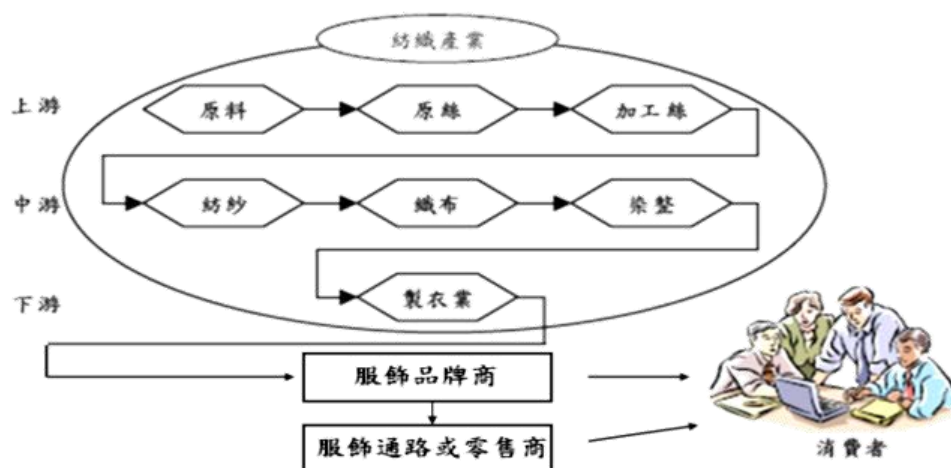 紡織產業
上游
原料
原絲
加工絲
中游
紡紗
織布
染整
下游
製衣業
服飾品牌商
服飾通路或零售商
消費者